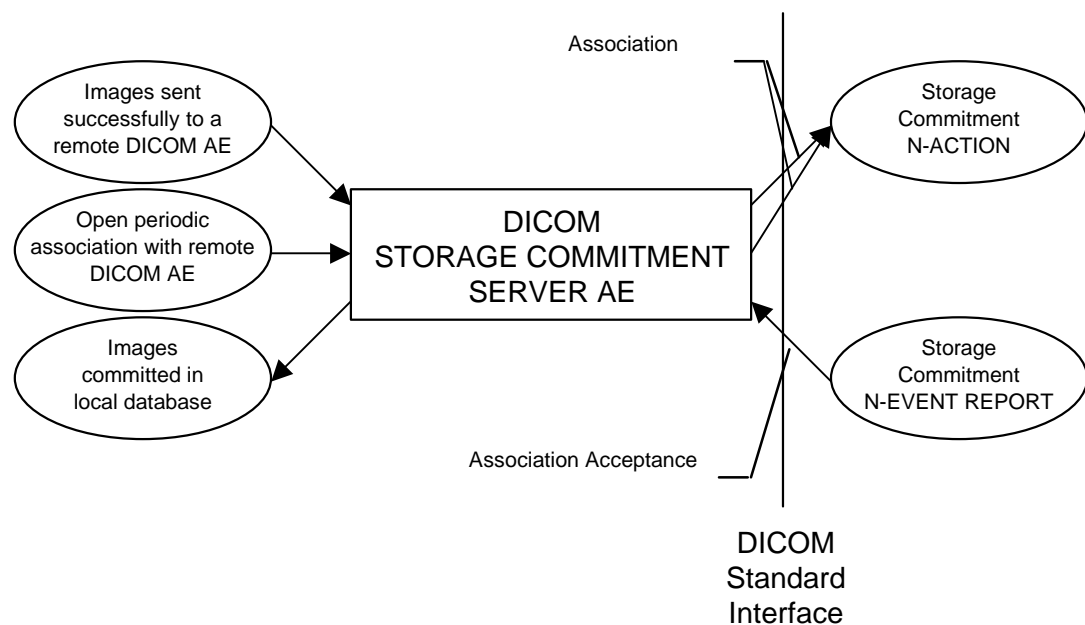 Association
Images sent
successfully to a
remote DICOM AE
Storage
Commitment
N-ACTION
Open periodic
association with remote
DICOM AE
DICOM
STORAGE COMMITMENT
SERVER AE
Images
committed in
local database
Storage
Commitment
N-EVENT REPORT
Association Acceptance
DICOM
Standard
Interface